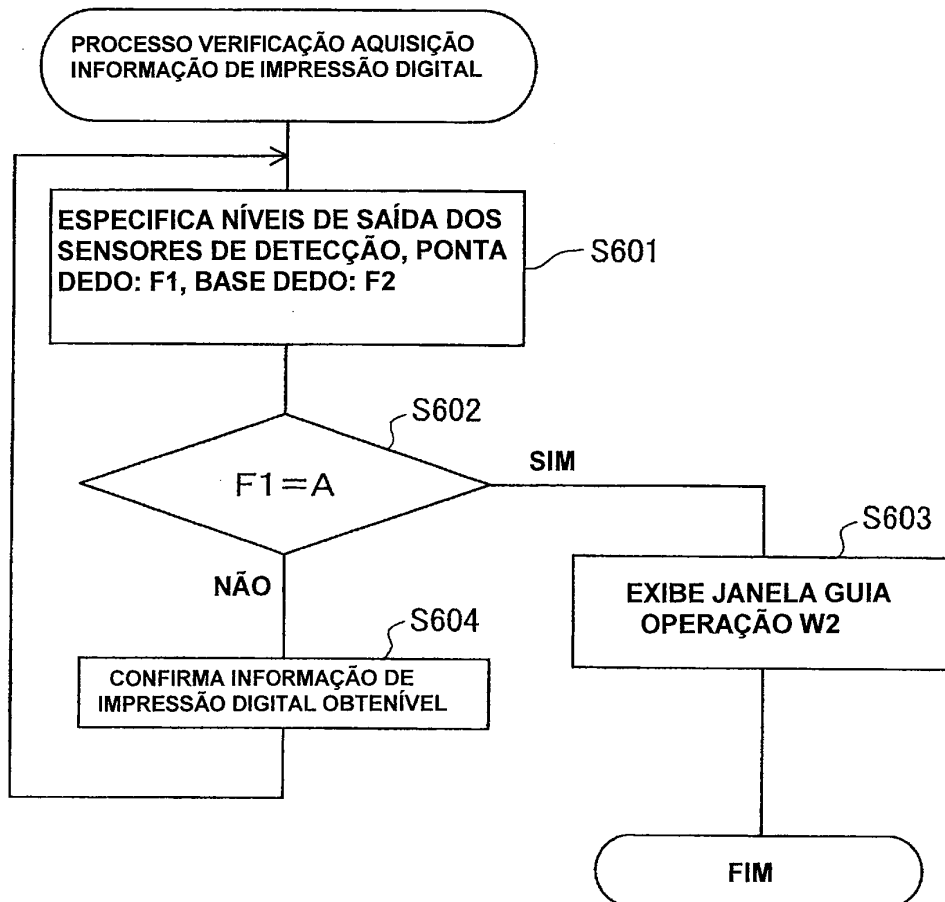 PROCESSO VERIFICAÇÃO AQUISIÇÃO
INFORMAÇÃO DE IMPRESSÃO DIGITAL
ESPECIFICA NÍVEIS DE SAÍDA DOS
SENSORES DE DETECÇÃO, PONTA
DEDO: F1, BASE DEDO: F2
S601
S602
F1=A
SIM
NÃO
S603
EXIBE JANELA GUIA
OPERAÇÃO W2
S604
CONFIRMA INFORMAÇÃO DE
IMPRESSÃO DIGITAL OBTENÍVEL
FIM